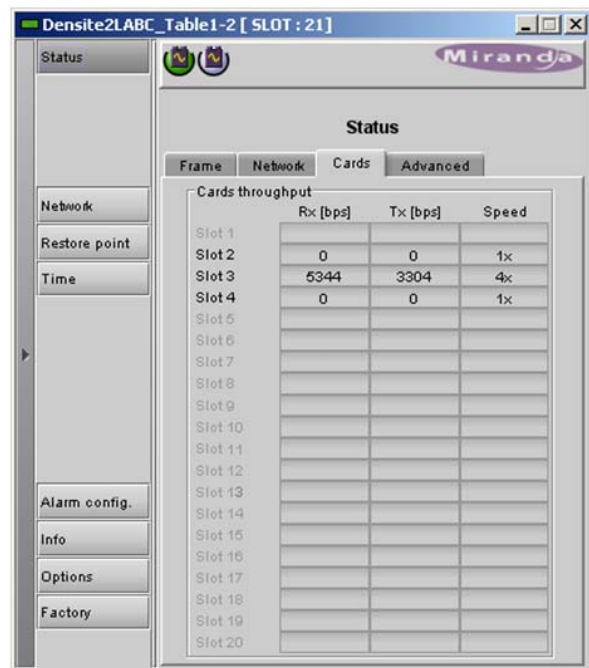 Densite2LABC_Table1-2 [ SLOT : 21]
Status
Miranda
Status
Frame Network Cards Advanced
Cards throughput
Rx [bps] Tx [bps] Speed
Slot 1
Slot 2 0 0 1x
Slot 3 5344 3304 4x
Slot 4 0 0 1x
Slot 5
Slot 6
Slot 7
Slot 8
Slot 9
Slot 10
Slot 11
Slot 12
Slot 13
Slot 14
Slot 15
Slot 16
Slot 17
Slot 18
Slot 19
Slot 20
Network
Restore point
Time
Alarm config.
Info
Options
Factory